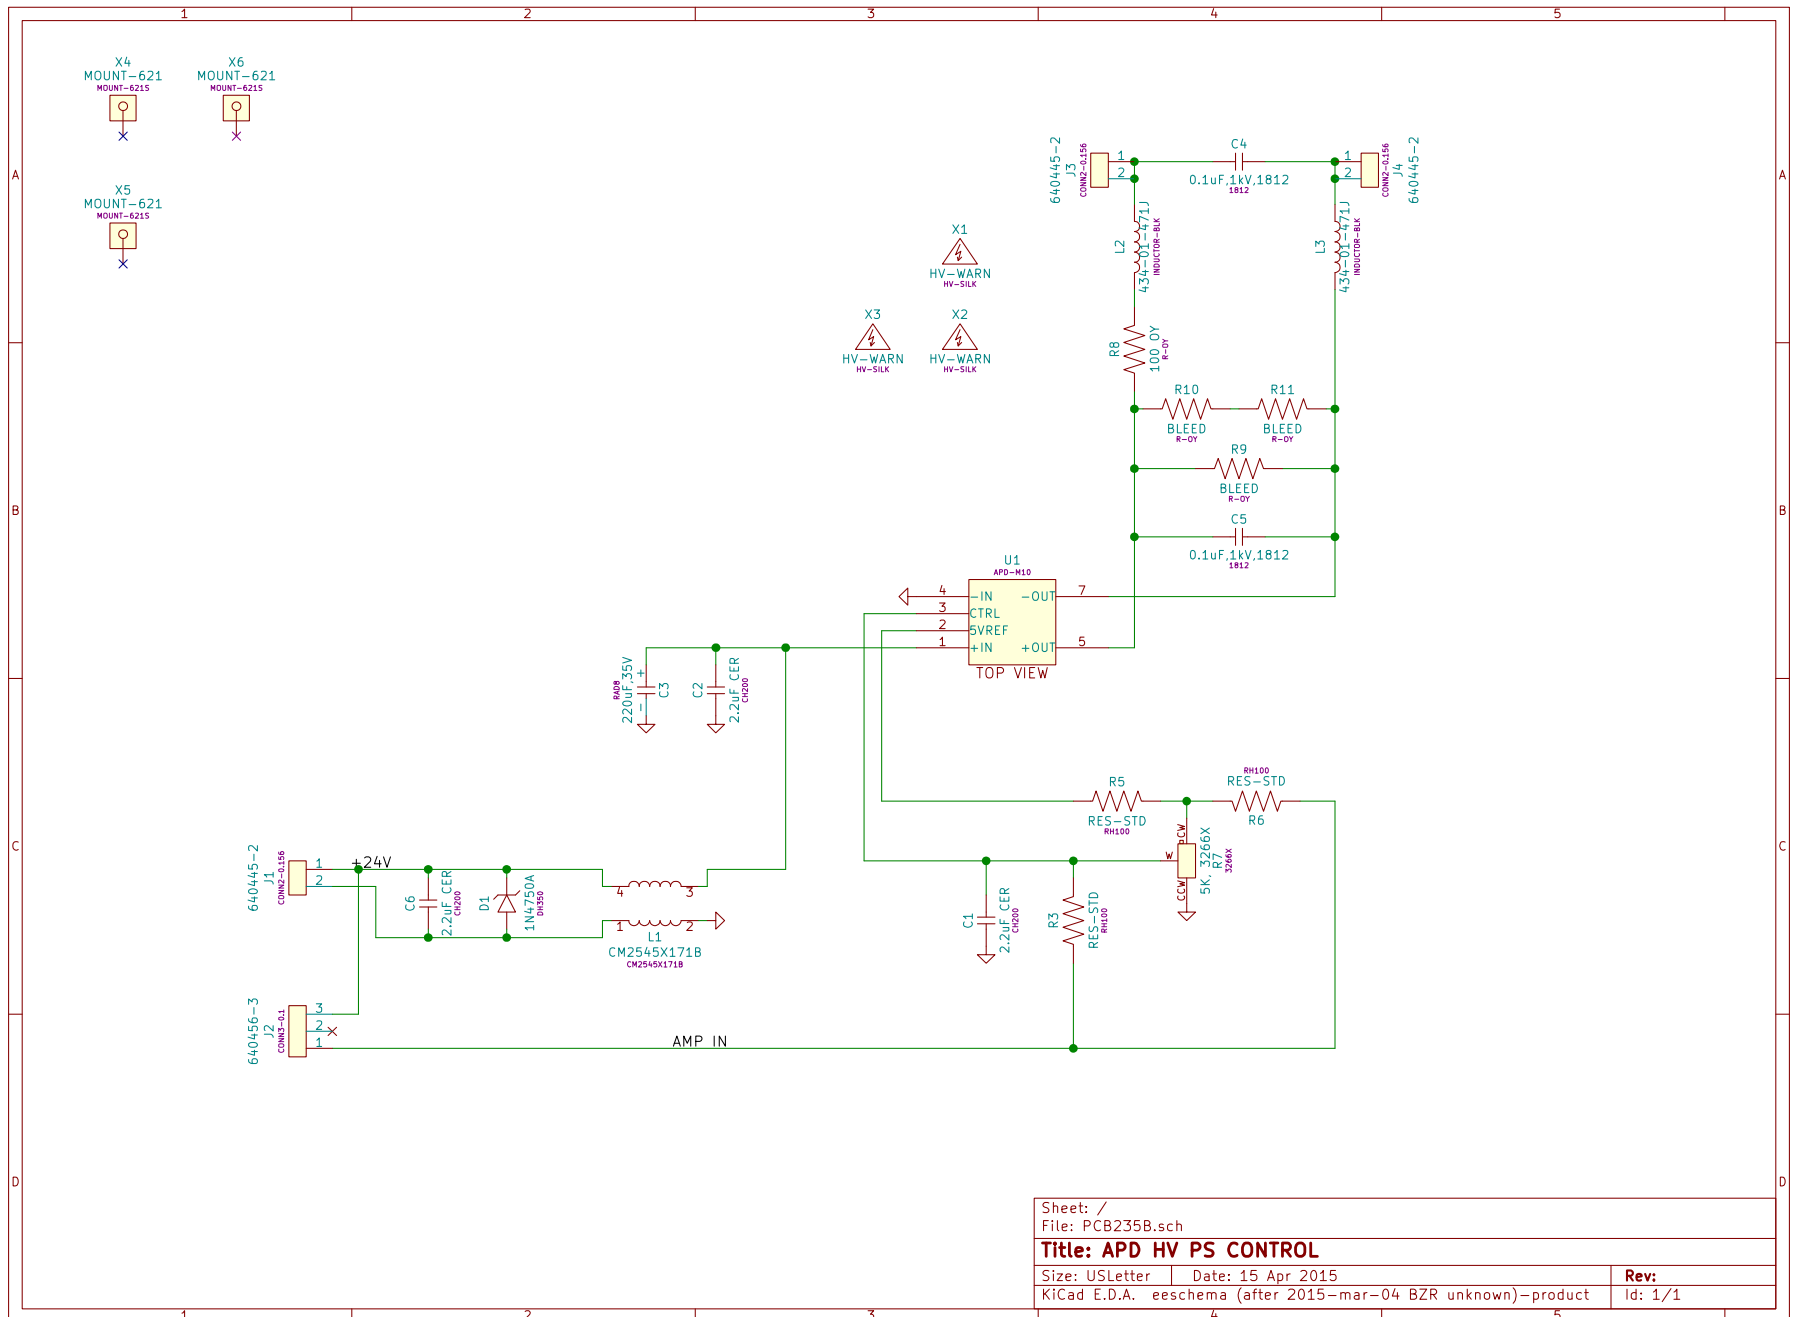 1 2 3 4 5
A
B
C
D
A
B
C
D
X4
MOUNT-621
MOUNT-621S
X6
MOUNT-621
MOUNT-621S
X5
MOUNT-621
MOUNT-621S
640445-2
J3
CONN2-0.156
1
2
C4
0.1uF,1kV,1812
1812
1
2
CONN2-0.156
J4
640445-2
L2
434-01-471J
INDUCTOR-BLK
L3
434-01-471J
INDUCTOR-BLK
X1
HV-WARN
HV-SILK
X3
HV-WARN
HV-SILK
X2
HV-WARN
HV-SILK
R8
100 OY
R-OY
R10
BLEED
R-OY
R11
BLEED
R-OY
R9
BLEED
R-OY
C5
0.1uF,1kV,1812
1812
U1
APD-M10
4 -IN -OUT 7
3 CTRL
2 5VREF
1 +IN +OUT 5
TOP VIEW
RAD8
220uF,35V
+
-
C3
C2
2.2uF CER
CH200
R5
RES-STD
RH100
RH100
RES-STD
R6
CW
W
CCW
5K, 3266X
R7
3266X
640445-2
J1
CONN2-0.156
1
2
+24V
C6
2.2uF CER
CH200
D1
1N4750A
DH350
4 3
1 2
L1
CM2545X171B
CM2545X171B
C1
2.2uF CER
CH200
R3
RES-STD
RH100
640456-3
J2
CONN3-0.1
3
2
1
AMP IN
Sheet: /
File: PCB235B.sch
Title: APD HV PS CONTROL
Size: USLetter Date: 15 Apr 2015 Rev:
KiCad E.D.A. eeschema (after 2015-mar-04 BZR unknown)-product Id: 1/1
1 2 3 4 5